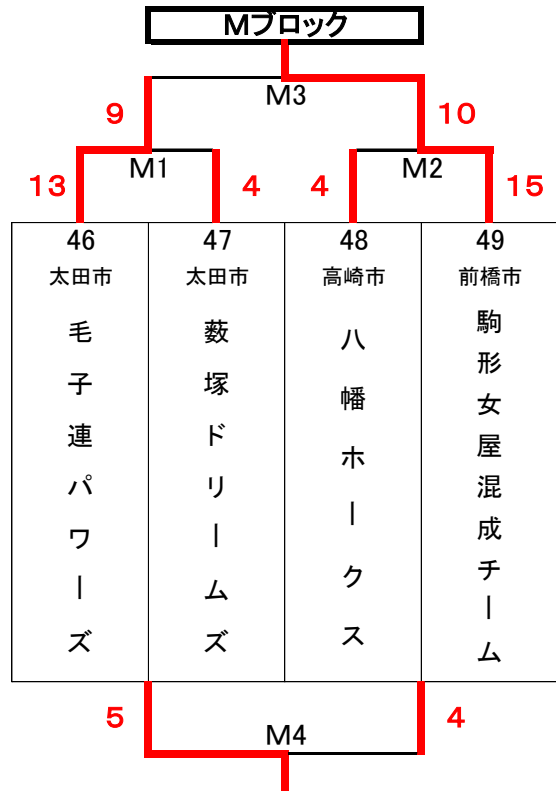 Mブロック
M3
9
10
M1
M2
13
4
4
15
46
47
48
49
太田市
太田市
高崎市
前橋市
毛子連パワーズ
薮塚ドリームズ
八幡ホークス
駒形女屋混成チーム
5
4
M4